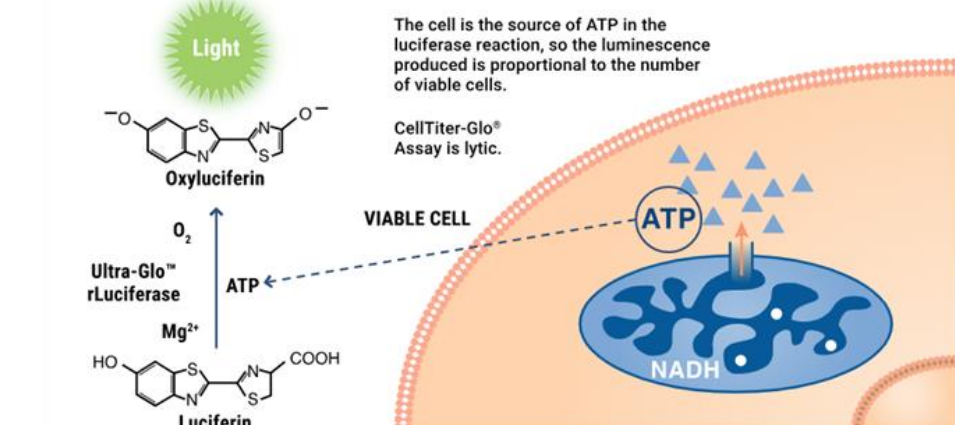 Light
The cell is the source of ATP in the
luciferase reaction, so the luminescence
produced is proportional to the number
of viable cells.
CellTiter-Glo®
Assay is lytic.
⁻O
S
N
N
S
O⁻
Oxyluciferin
O₂
Ultra-Glo™
rLuciferase
ATP
Mg²⁺
VIABLE CELL
ATP
NADH
HO
S
N
N
S
COOH
Luciferin